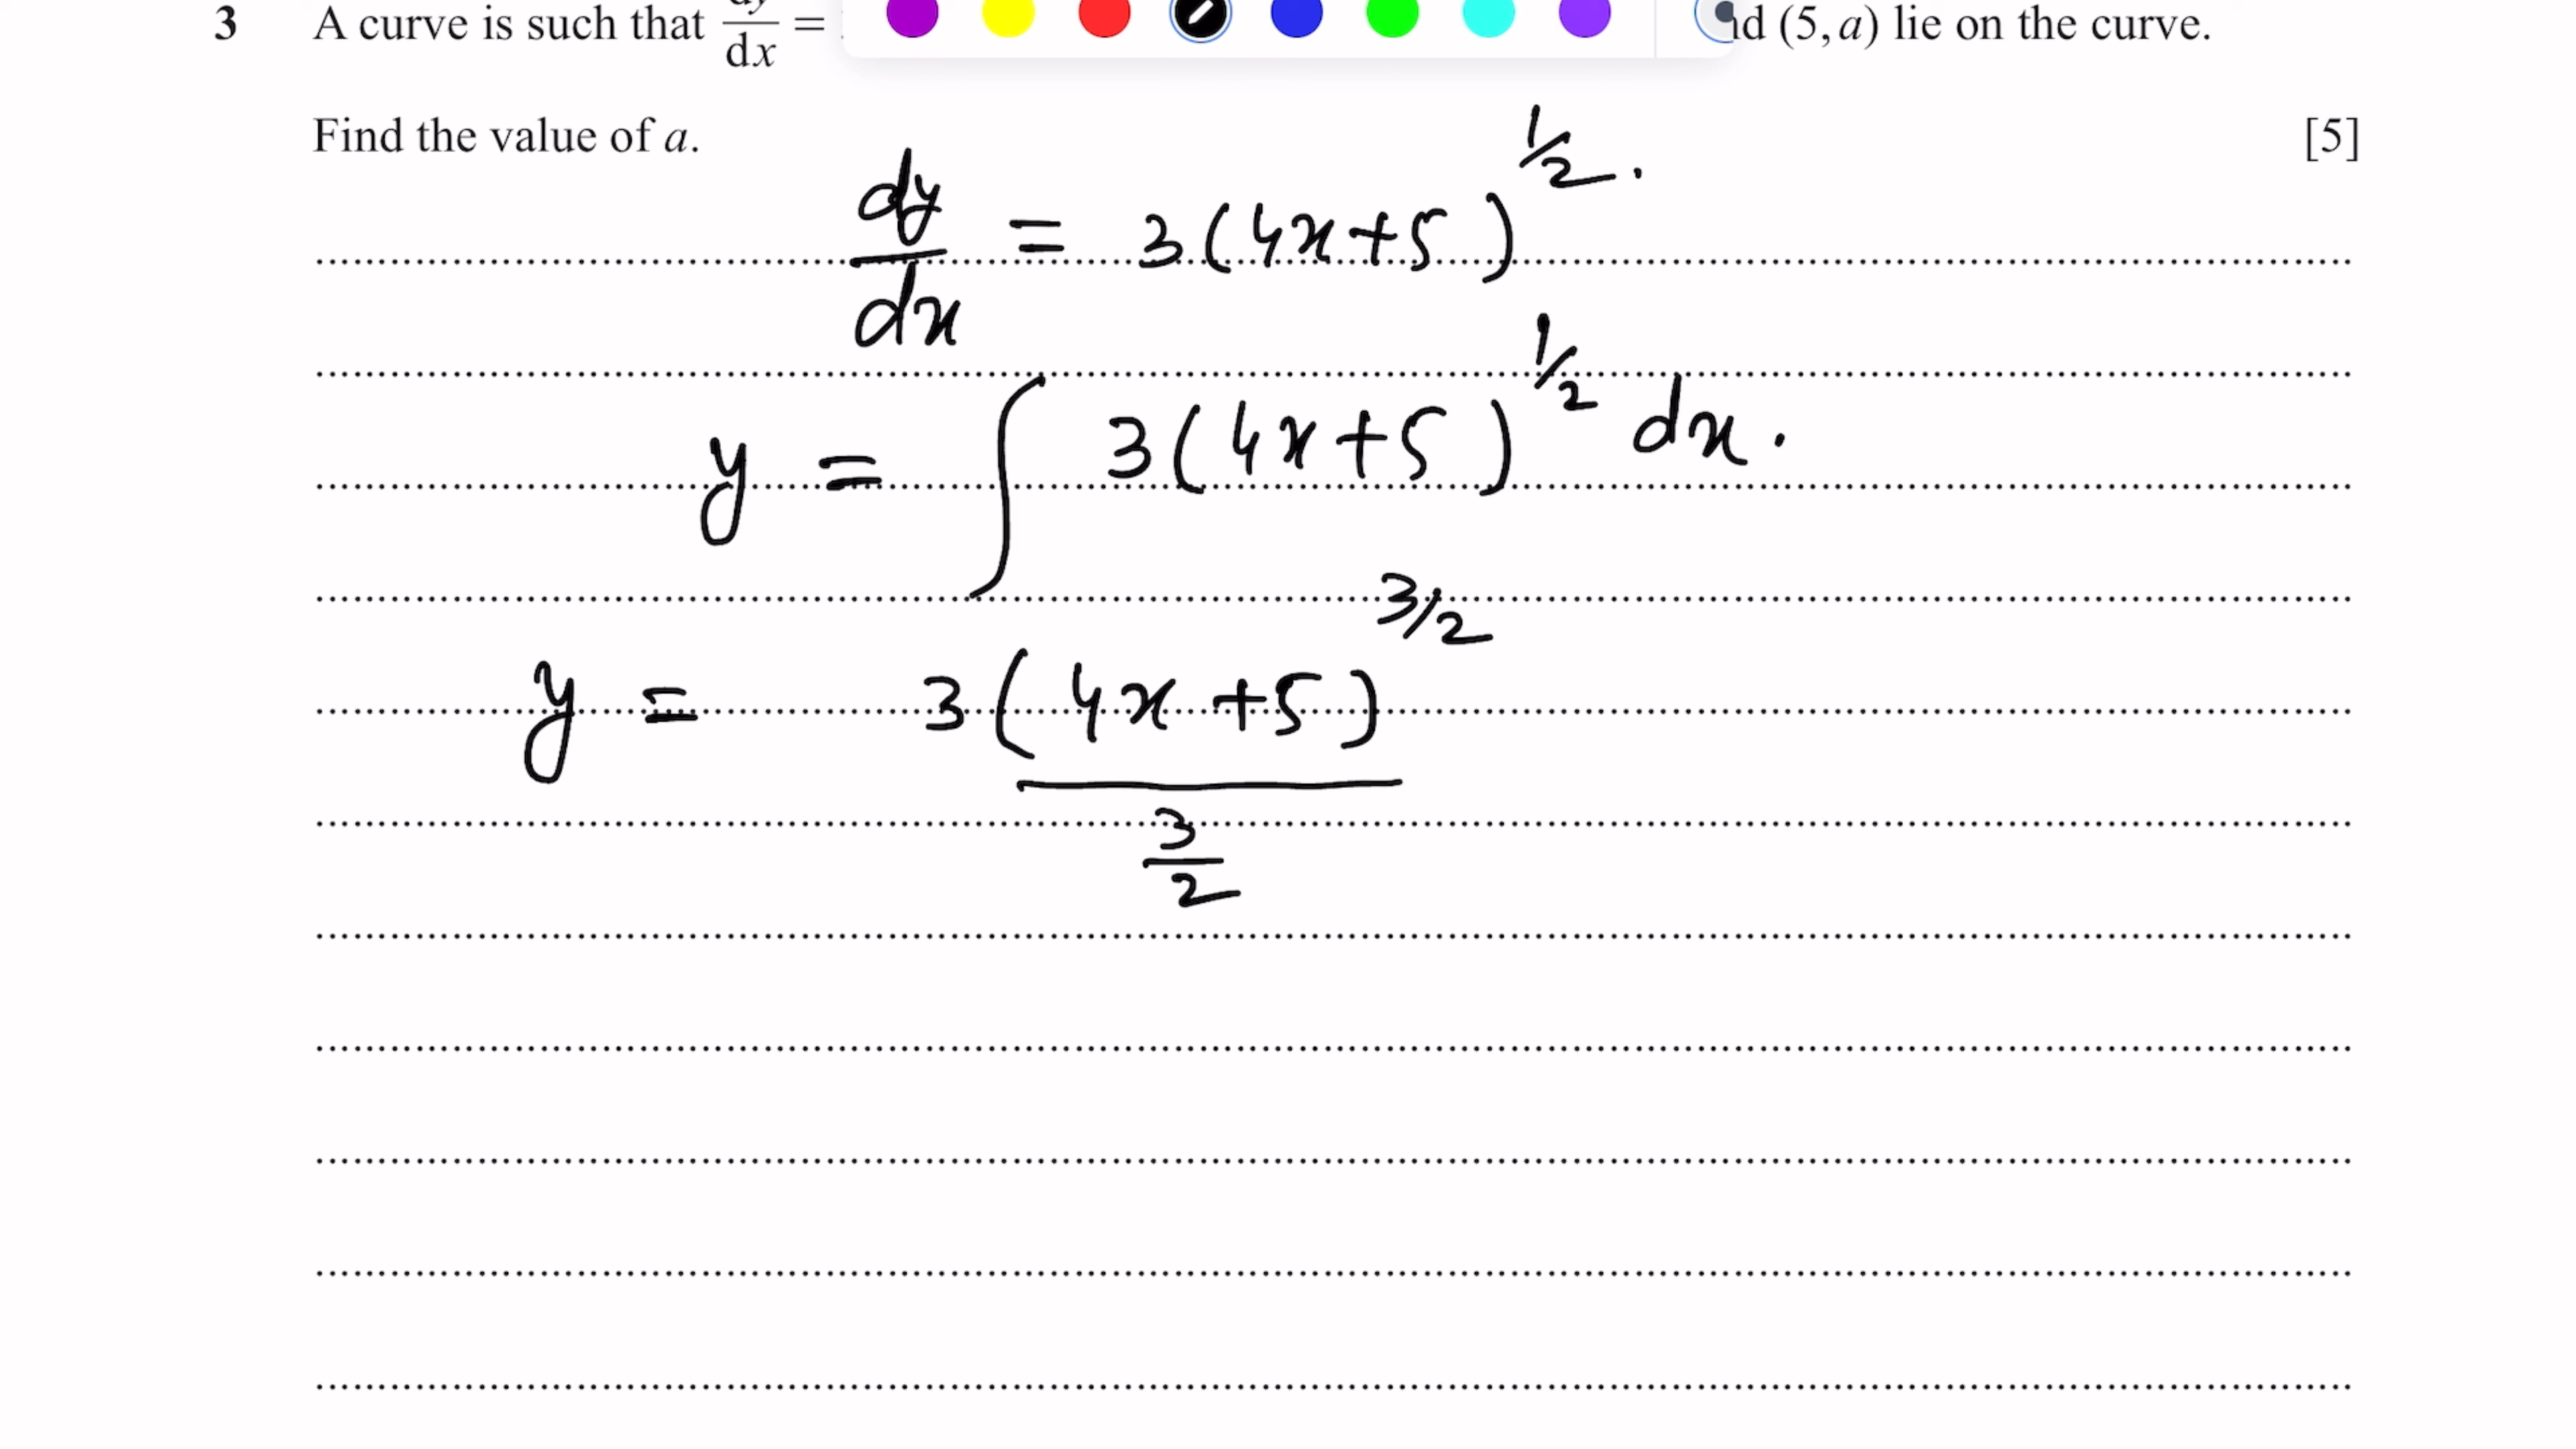 3 A curve is such that dy/dx = id (5, a) lie on the curve.
Find the value of a. [5]
dy/dx = 3(4x+5)^1/2.
y = ∫ 3(4x+5)^1/2 dx.
y = 3(4x+5)^3/2 / 3/2